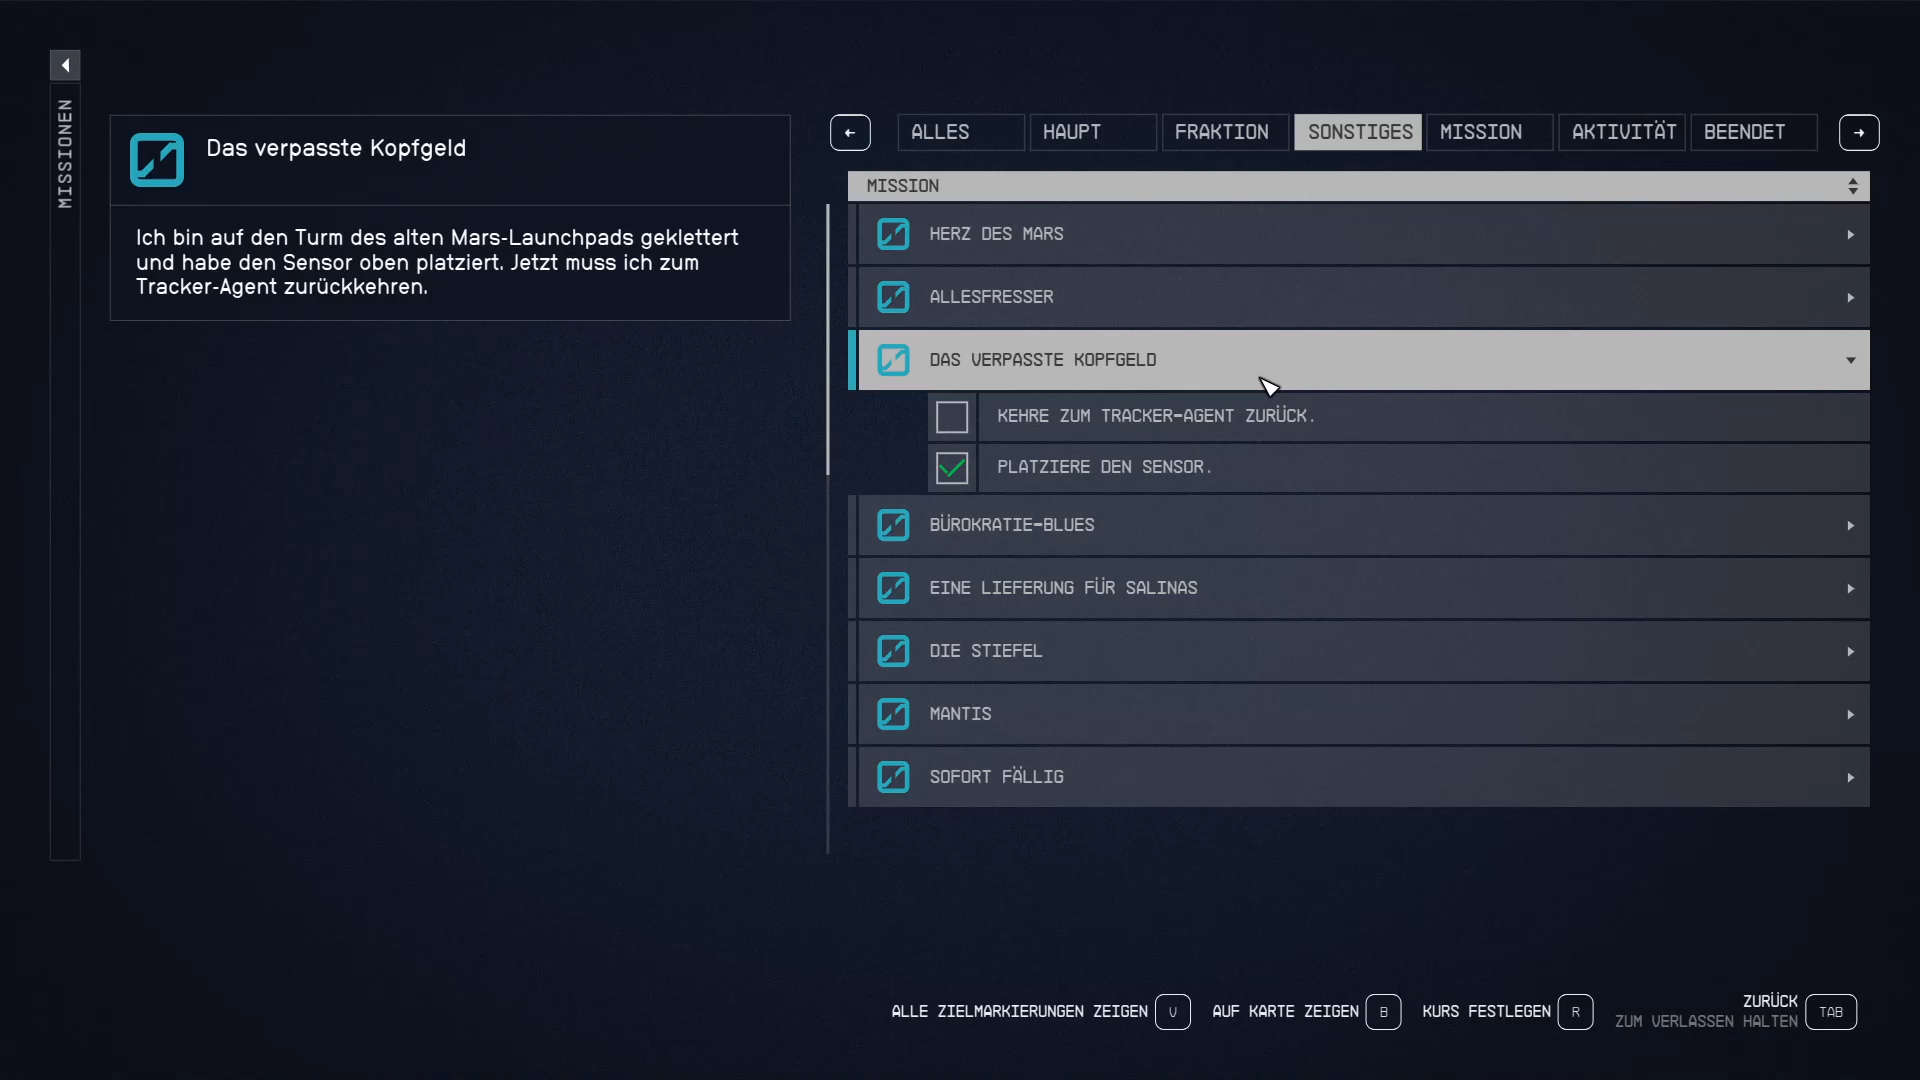 MISSIONEN
Das verpasste Kopfgeld
Ich bin auf den Turm des alten Mars-Launchpads geklettert
und habe den Sensor oben platziert. Jetzt muss ich zum
Tracker-Agent zurückkehren.
ALLES HAUPT FRAKTION SONSTIGES MISSION AKTIVITÄT BEENDET
MISSION
HERZ DES MARS
ALLESFRESSER
DAS VERPASSTE KOPFGELD
KEHRE ZUM TRACKER-AGENT ZURÜCK.
PLATZIERE DEN SENSOR.
BÜROKRATIE-BLUES
EINE LIEFERUNG FÜR SALINAS
DIE STIEFEL
MANTIS
SOFORT FÄLLIG
ALLE ZIELMARKIERUNGEN ZEIGEN V AUF KARTE ZEIGEN B KURS FESTLEGEN R ZURÜCK TAB
ZUM VERLASSEN HALTEN